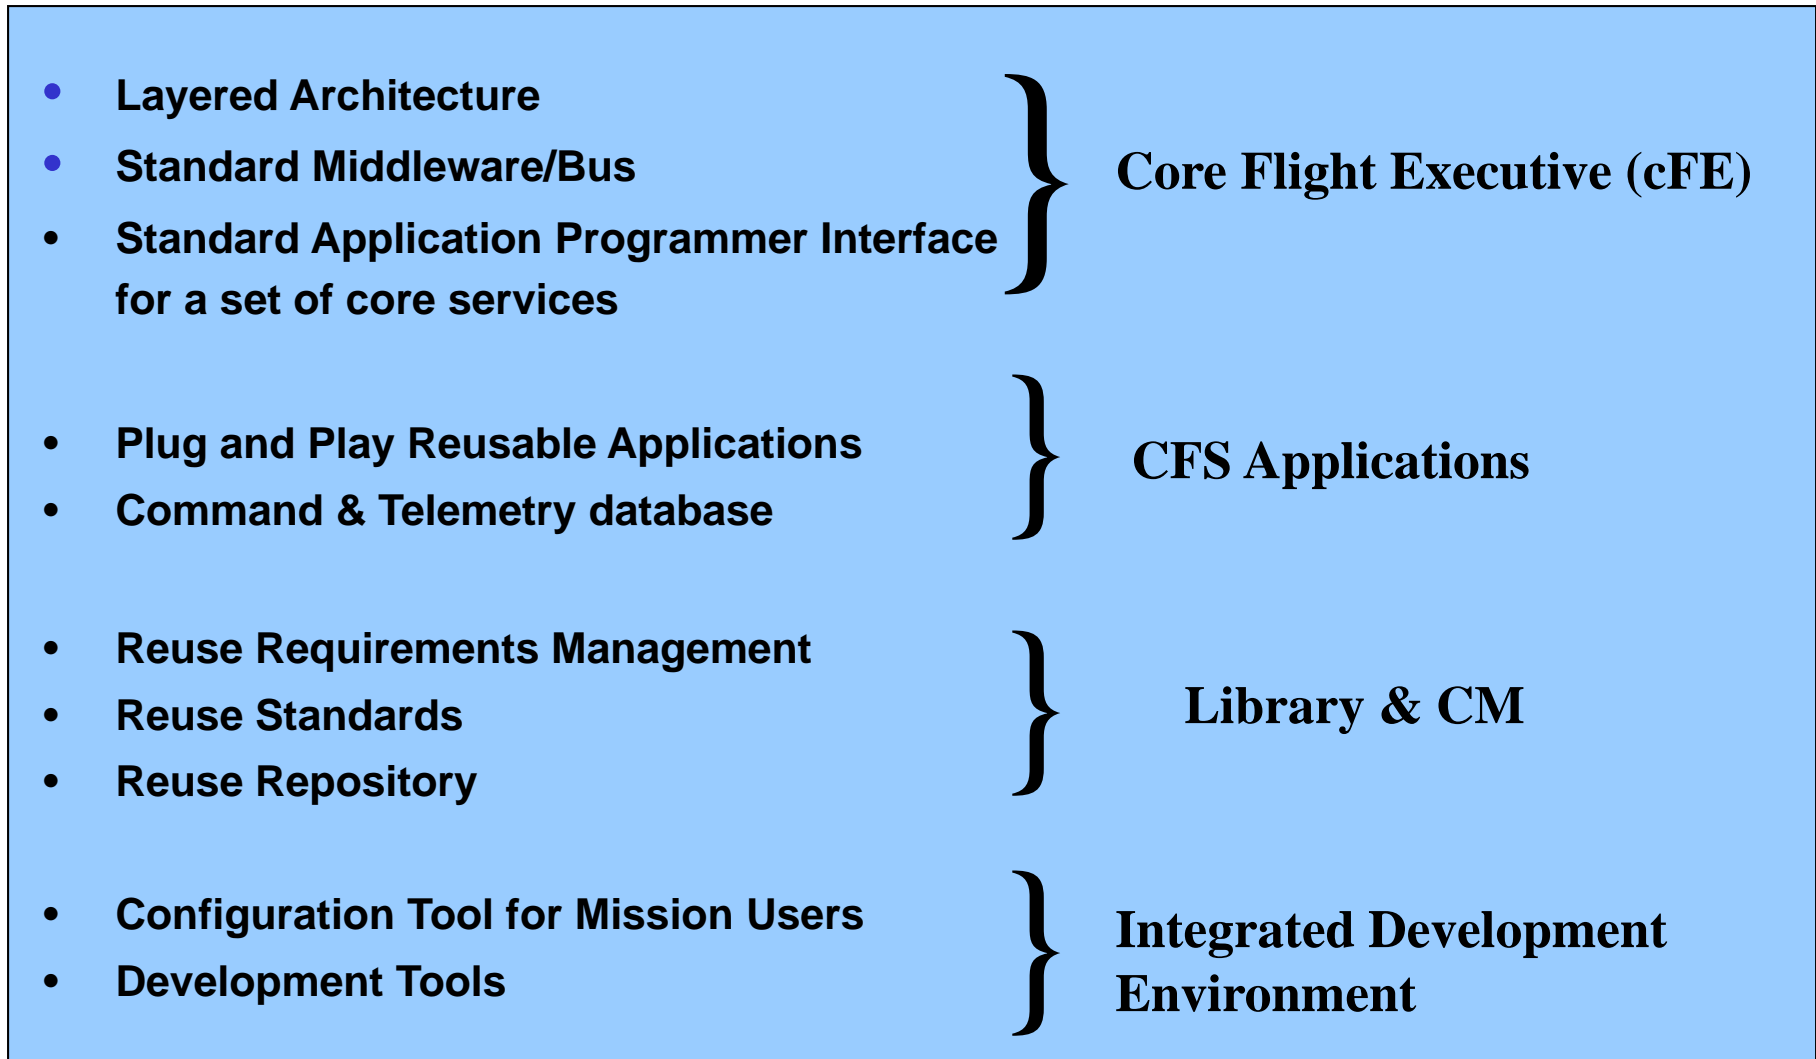 • Layered Architecture
• Standard Middleware/Bus
• Standard Application Programmer Interface
for a set of core services
} Core Flight Executive (cFE)
• Plug and Play Reusable Applications
• Command & Telemetry database
} CFS Applications
• Reuse Requirements Management
• Reuse Standards
• Reuse Repository
} Library & CM
• Configuration Tool for Mission Users
• Development Tools
} Integrated Development
Environment